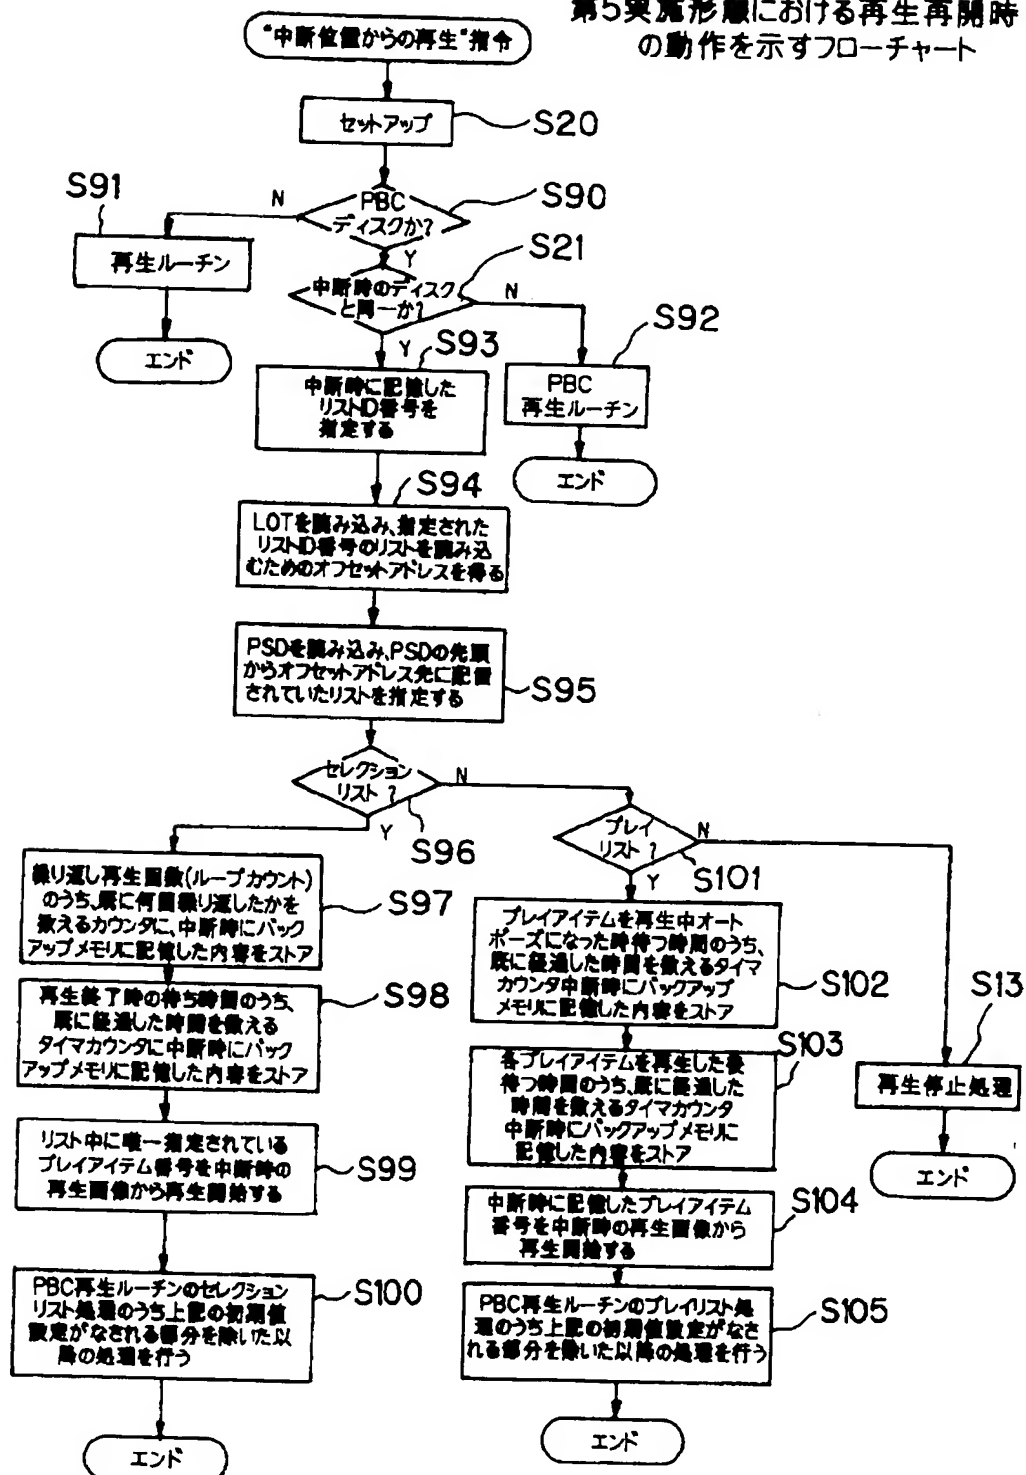 第5実施形態における再生再開時
の動作を示すフローチャート
"中断位置からの再生"指令
セットアップ
S20
PBC
ディスクか?
S90
N
Y
S91
再生ルーチン
エンド
中断時のディスク
と同一か?
S21
N
Y
S92
PBC
再生ルーチン
エンド
S93
中断時に記憶した
リストID番号を
指定する
S94
LOTを読み込み、指定された
リストID番号のリストを読み込
むためのオフセットアドレスを得る
PSDを読み込み、PSDの先頭
からオフセットアドレス先に配置
されていたリストを指定する
S95
セレクション
リスト?
S96
N
Y
プレイ
リスト?
S101
N
Y
繰り返し再生回数(ループカウント)
のうち、既に何回繰り返したかを
数えるカウンタに、中断時にバック
アップメモリに記憶した内容をストア
S97
再生終了時の待ち時間のうち、
既に経過した時間を数える
タイマカウンタに中断時にバック
アップメモリに記憶した内容をストア
S98
リスト中に唯一指定されている
プレイアイテム番号を中断時の
再生画像から再生開始する
S99
PBC再生ルーチンのセレクション
リスト処理のうち上記の初期値
設定がなされる部分を除いた以
降の処理を行う
S100
エンド
プレイアイテムを再生中オート
ポーズになった時待つ時間のうち、
既に経過した時間を数えるタイマ
カウンタ中断時にバックアップ
メモリに記憶した内容をストア
S102
各プレイアイテムを再生した後
待つ時間のうち、既に経過した
時間を数えるタイマカウンタ
中断時にバックアップメモリに
記憶した内容をストア
S103
中断時に記憶したプレイアイテム
番号を中断時の再生画像から
再生開始する
S104
PBC再生ルーチンのプレイリスト処
理のうち上記の初期値設定がなさ
れる部分を除いた以降の処理を行う
S105
エンド
S13
再生停止処理
エンド